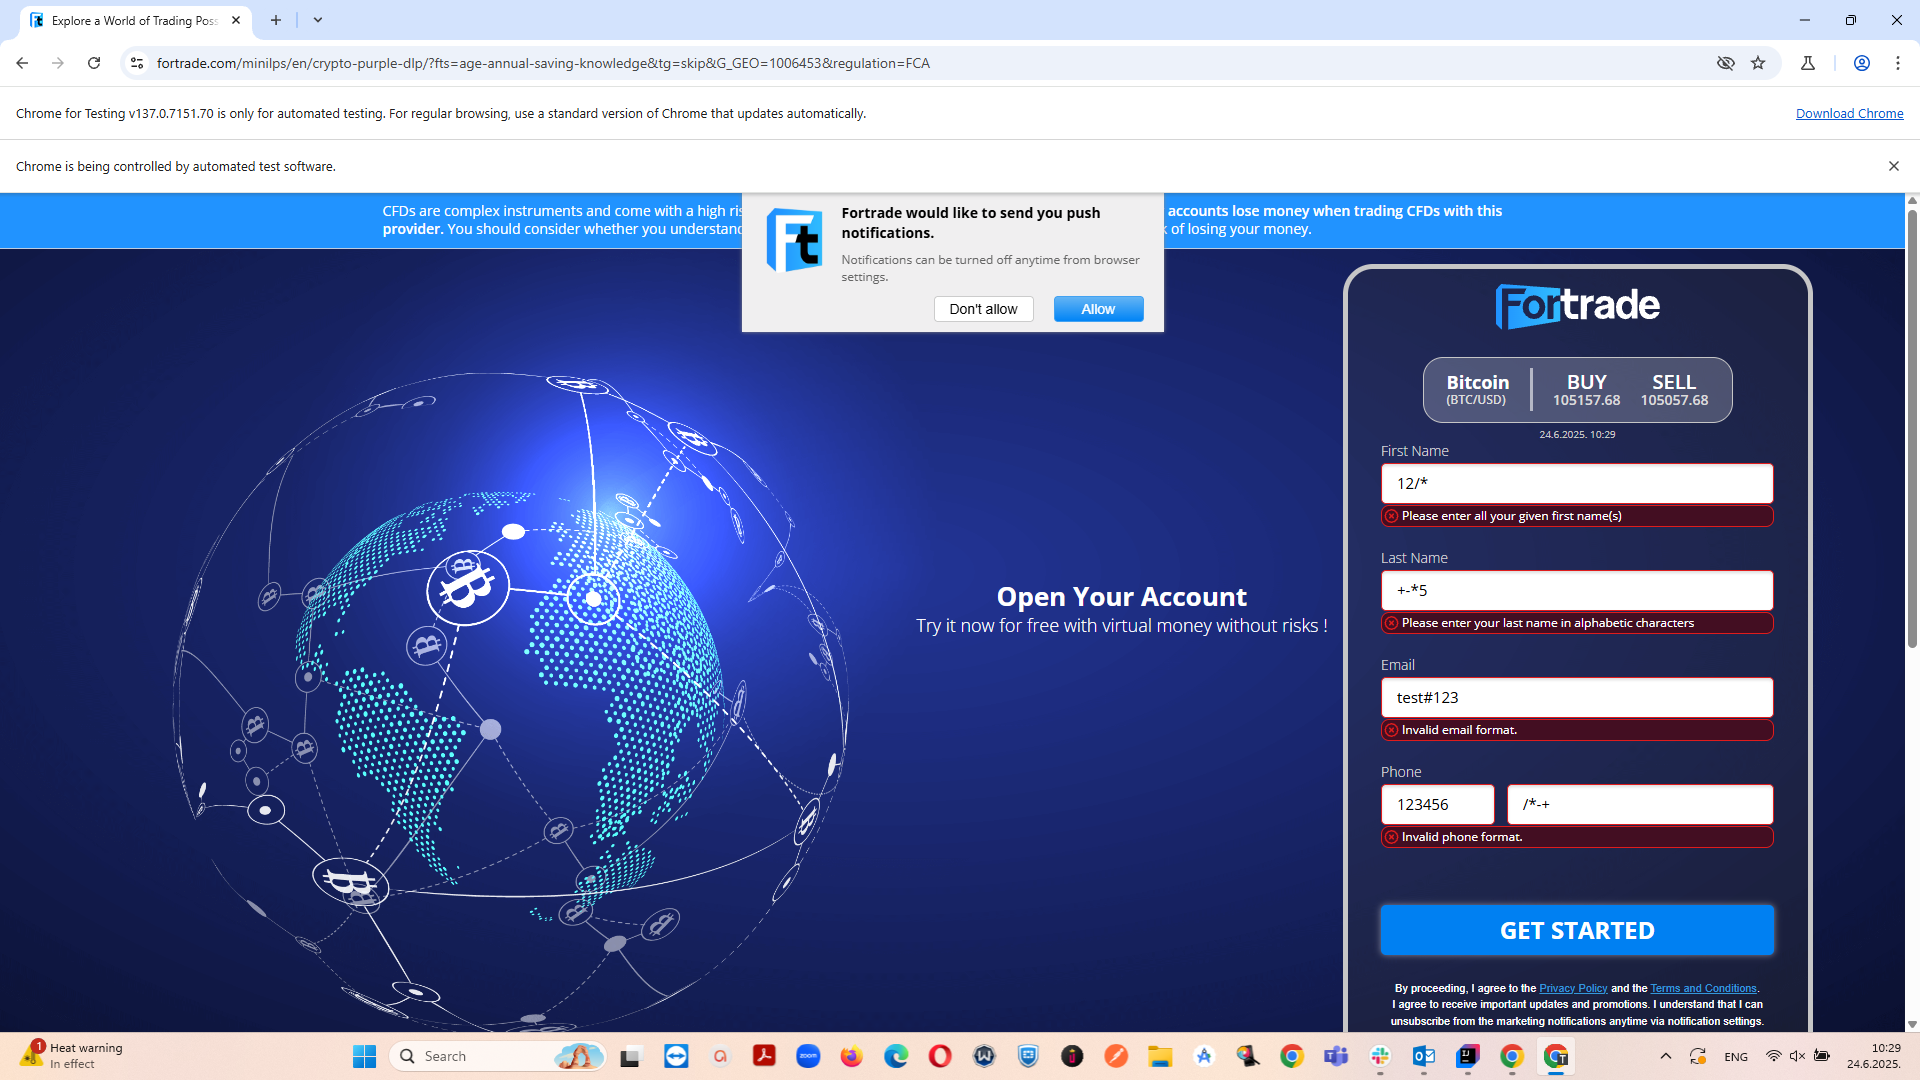 Explore a World of Trading Poss
fortrade.com/minilps/en/crypto-purple-dlp/?fts=age-annual-saving-knowledge&tg=skip&G_GEO=1006453&regulation=FCA
Chrome for Testing v137.0.7151.70 is only for automated testing. For regular browsing, use a standard version of Chrome that updates automatically.
Download Chrome
Chrome is being controlled by automated test software.
CFDs are complex instruments and come with a high ris
accounts lose money when trading CFDs with this
provider. You should consider whether you understand
of losing your money.
Ft
Fortrade would like to send you push
notifications.
Notifications can be turned off anytime from browser
settings.
Don't allow
Allow
Fortrade
Bitcoin
(BTC/USD)
BUY
105157.68
SELL
105057.68
24.6.2025. 10:29
First Name
12/*
Please enter all your given first name(s)
Last Name
+-*5
Please enter your last name in alphabetic characters
Email
test#123
Invalid email format.
Phone
123456
/*-+
Invalid phone format.
Open Your Account
Try it now for free with virtual money without risks !
GET STARTED
By proceeding, I agree to the Privacy Policy and the Terms and Conditions.
I agree to receive important updates and promotions. I understand that I can
unsubscribe from the marketing notifications anytime via notification settings.
1
Heat warning
In effect
Search
zoom
ENG
10:29
24.6.2025.